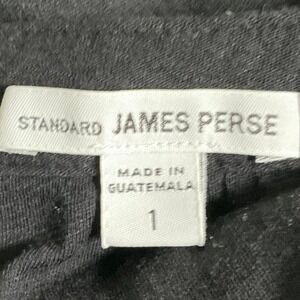 STANDARD JAMES PERSE
MADE IN
GUATEMALA
1